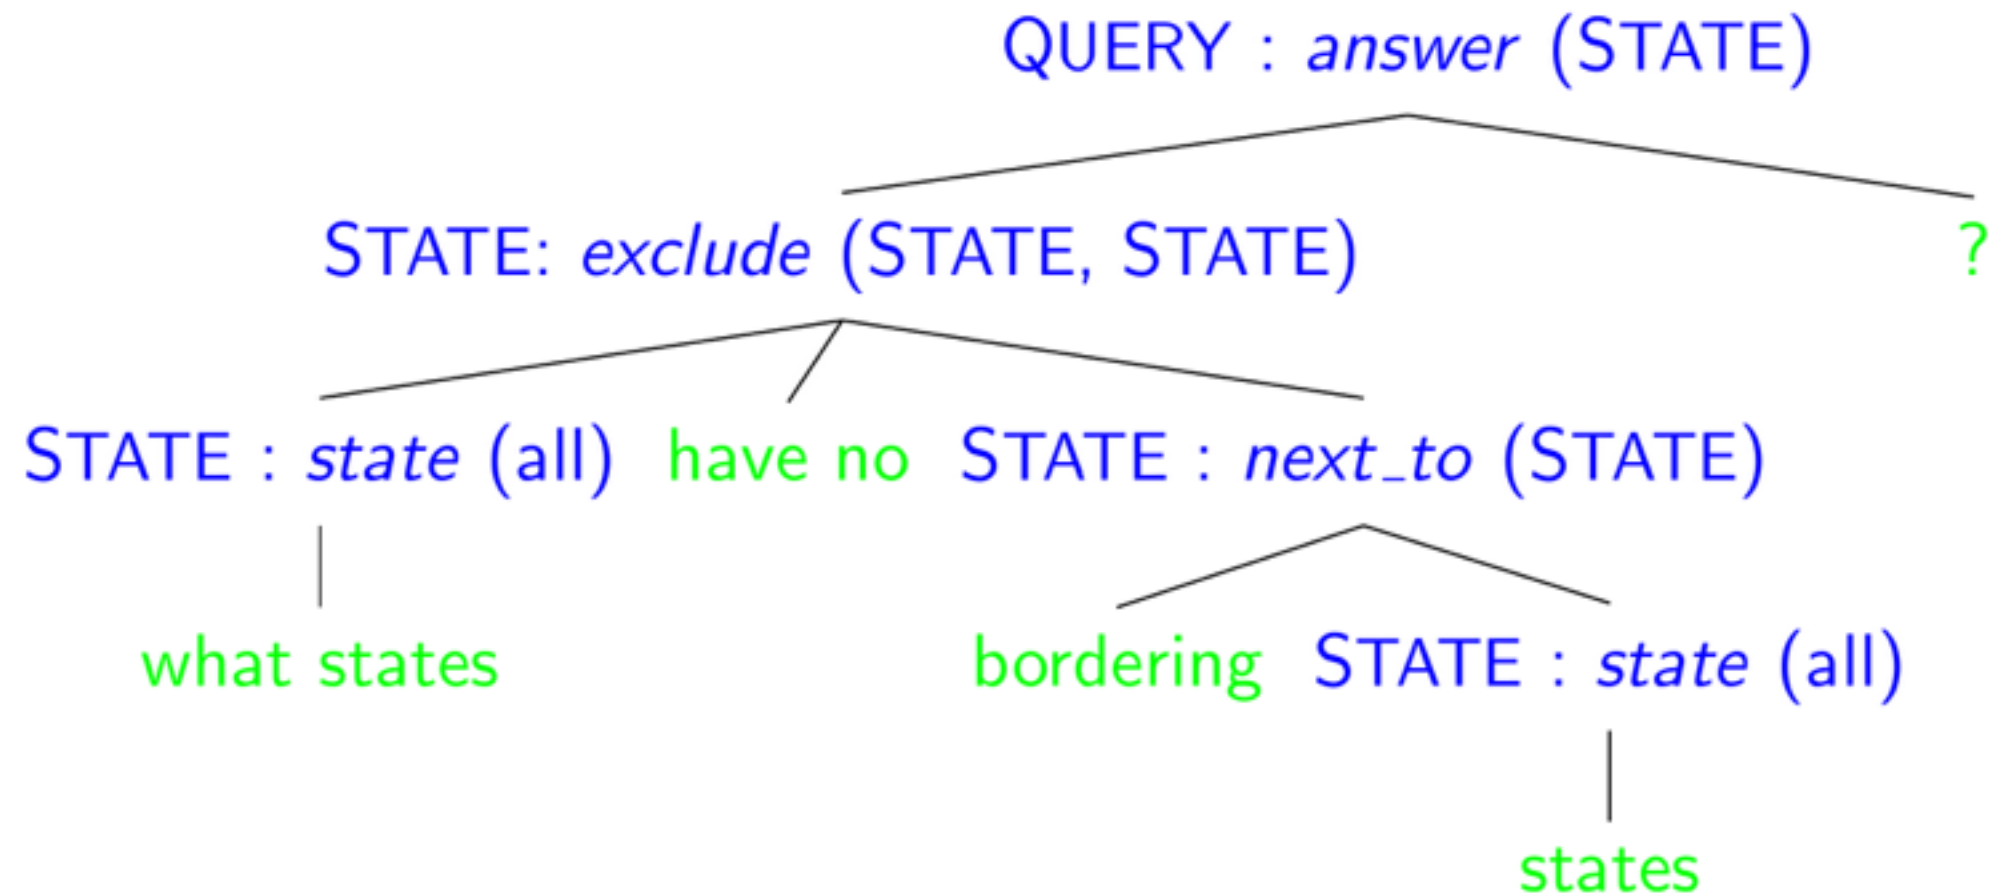 QUERY : answer (STATE)
STATE: exclude (STATE, STATE) ?
STATE : state (all) have no STATE : next_to (STATE)
what states bordering STATE : state (all)
states